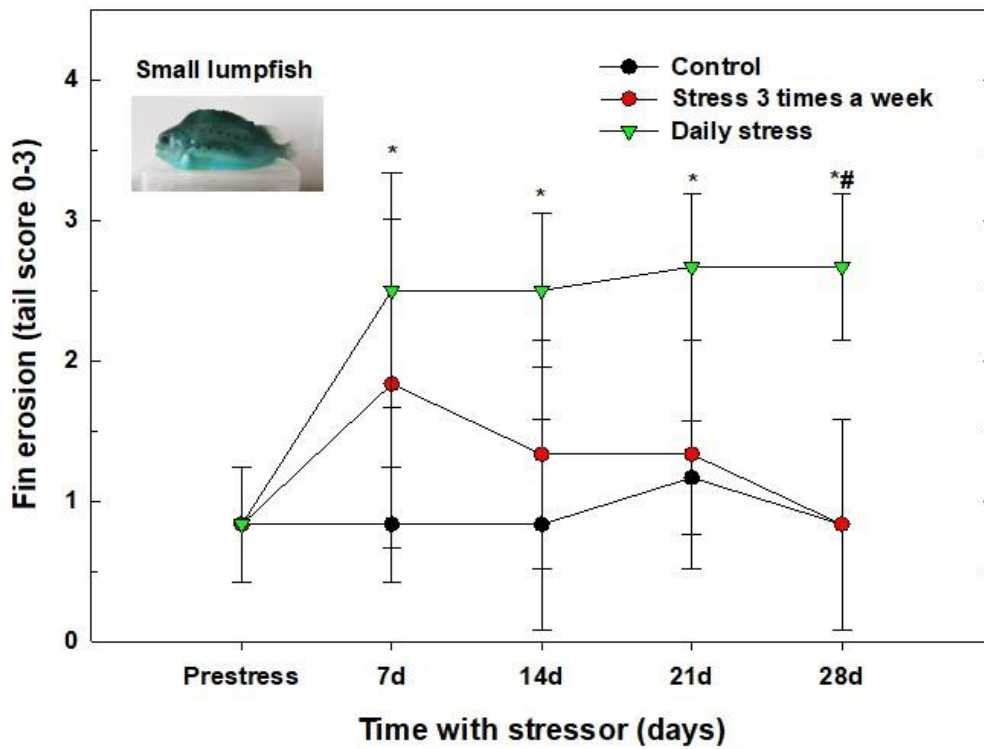 Small lumpfish
Control
Stress 3 times a week
Daily stress
Fin erosion (tail score 0-3)
4
3
2
1
0
*
*
*
*#
Prestress 7d 14d 21d 28d
Time with stressor (days)